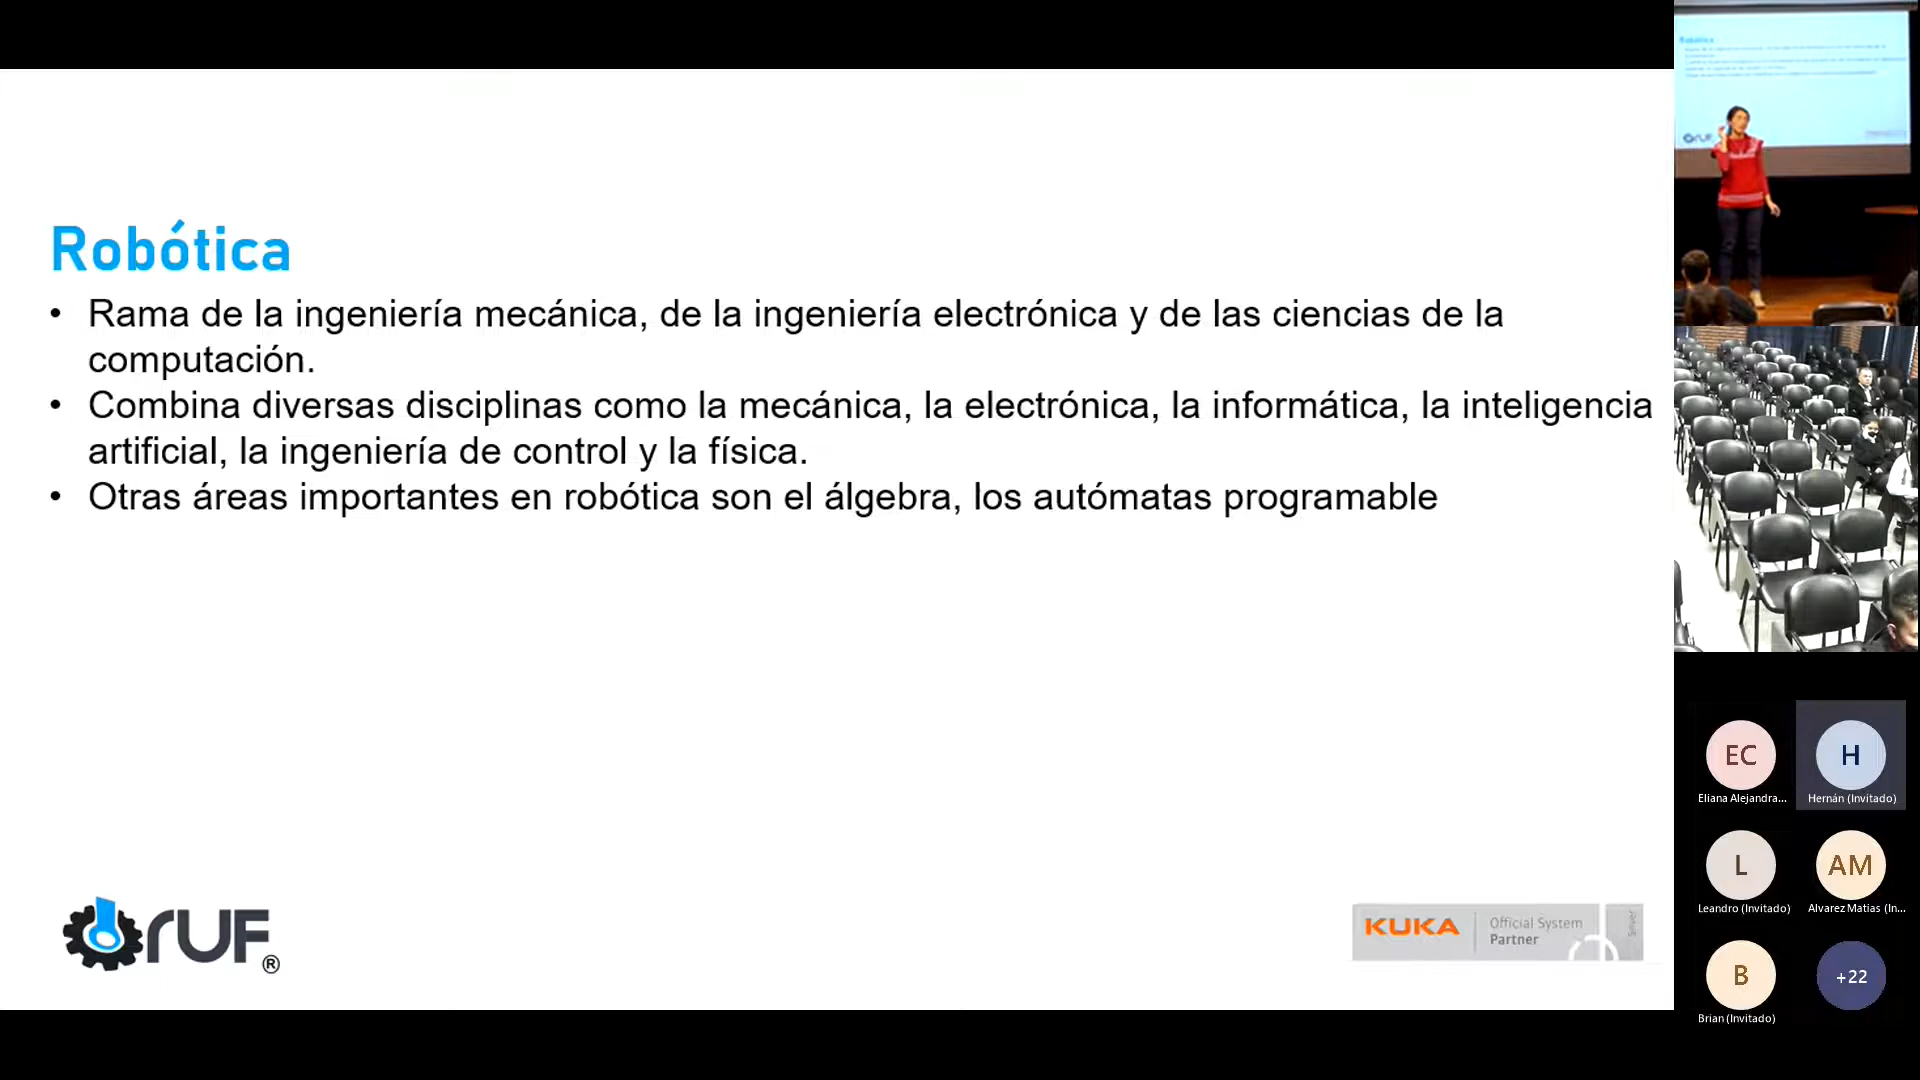 Robótica
• Rama de la ingeniería mecánica, de la ingeniería electrónica y de las ciencias de la
computación.
• Combina diversas disciplinas como la mecánica, la electrónica, la informática, la inteligencia
artificial, la ingeniería de control y la física.
• Otras áreas importantes en robótica son el álgebra, los autómatas programable
ruf®
KUKA
Official System
Partner
Silver
Robótica
ruf
EC
Eliana Alejandra...
H
Hernán (Invitado)
L
Leandro (Invitado)
AM
Alvarez Matias (In...
B
Brian (Invitado)
+22